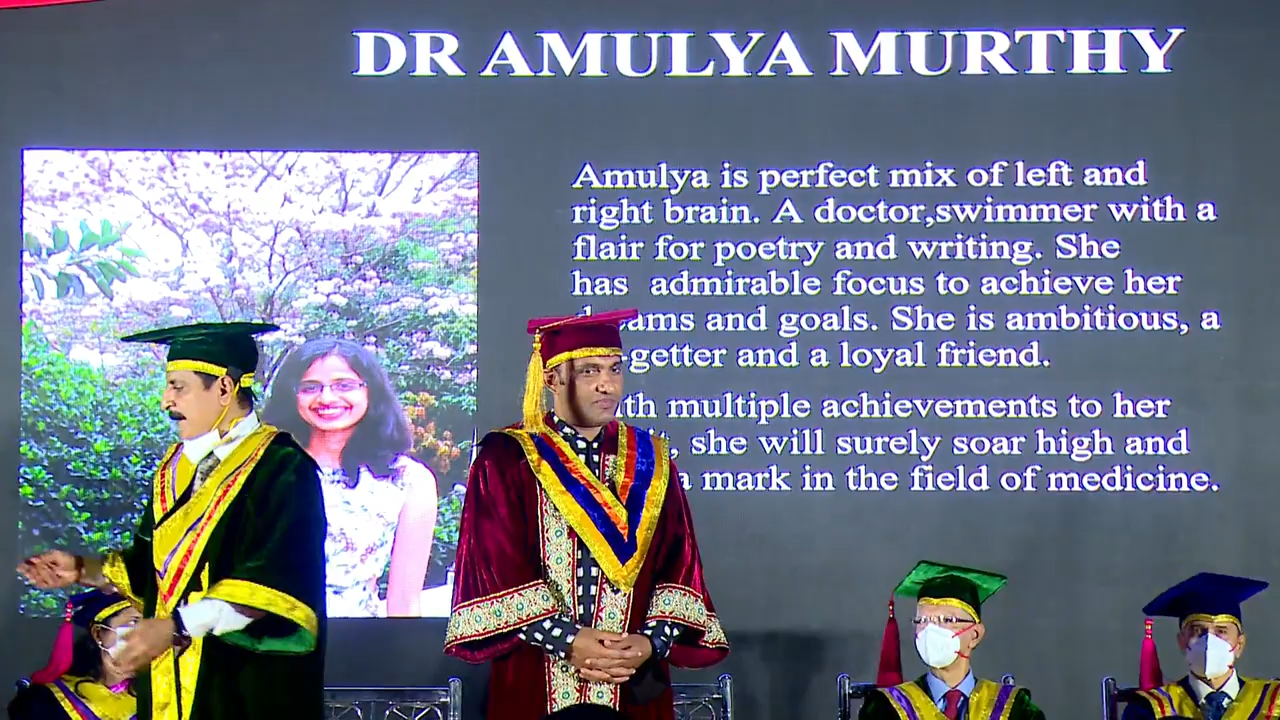 DR AMULYA MURTHY
Amulya is perfect mix of left and
right brain. A doctor,swimmer with a
flair for poetry and writing. She
has admirable focus to achieve her
and goals. She is ambitious, a
getter and a loyal friend.
multiple achievements to her
she will surely soar high and
a mark in the field of medicine.